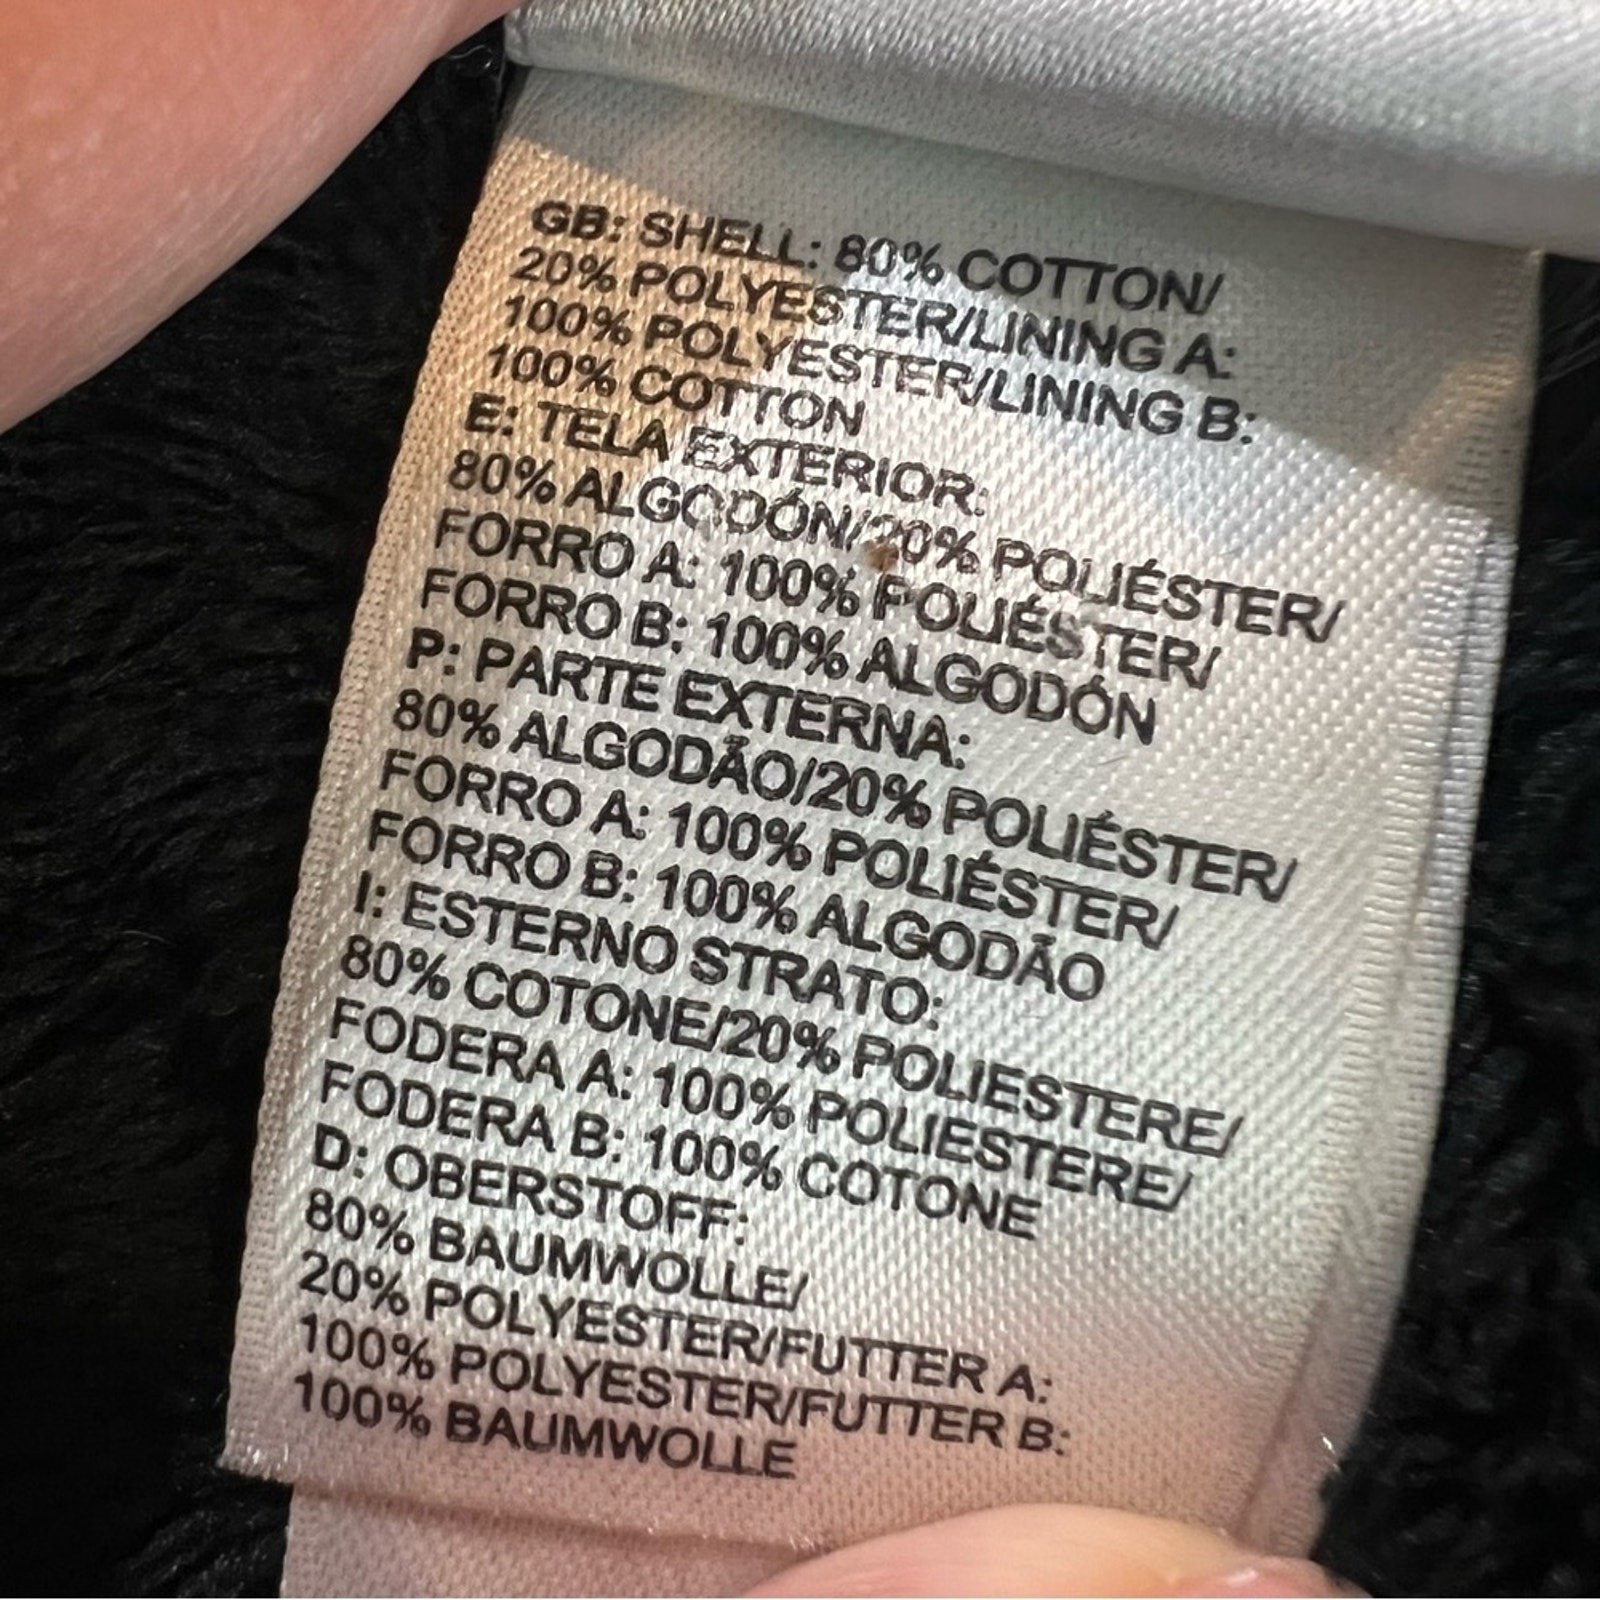 GB: SHELL: 80% COTTON/
20% POLYESTER/LINING A:
100% POLYESTER/LINING B:
100% COTTON
E: TELA EXTERIOR:
80% ALGODÓN/20% POLIÉSTER/
FORRO A: 100% POLIÉSTER/
FORRO B: 100% ALGODÓN
P: PARTE EXTERNA:
80% ALGODÃO/20% POLIÉSTER/
FORRO A: 100% POLIÉSTER/
FORRO B: 100% ALGODÃO
I: ESTERNO STRATO:
80% COTONE/20% POLIESTERE/
FODERA A: 100% POLIESTERE/
FODERA B: 100% COTONE
D: OBERSTOFF:
80% BAUMWOLLE/
20% POLYESTER/FUTTER A:
100% POLYESTER/FUTTER B:
100% BAUMWOLLE